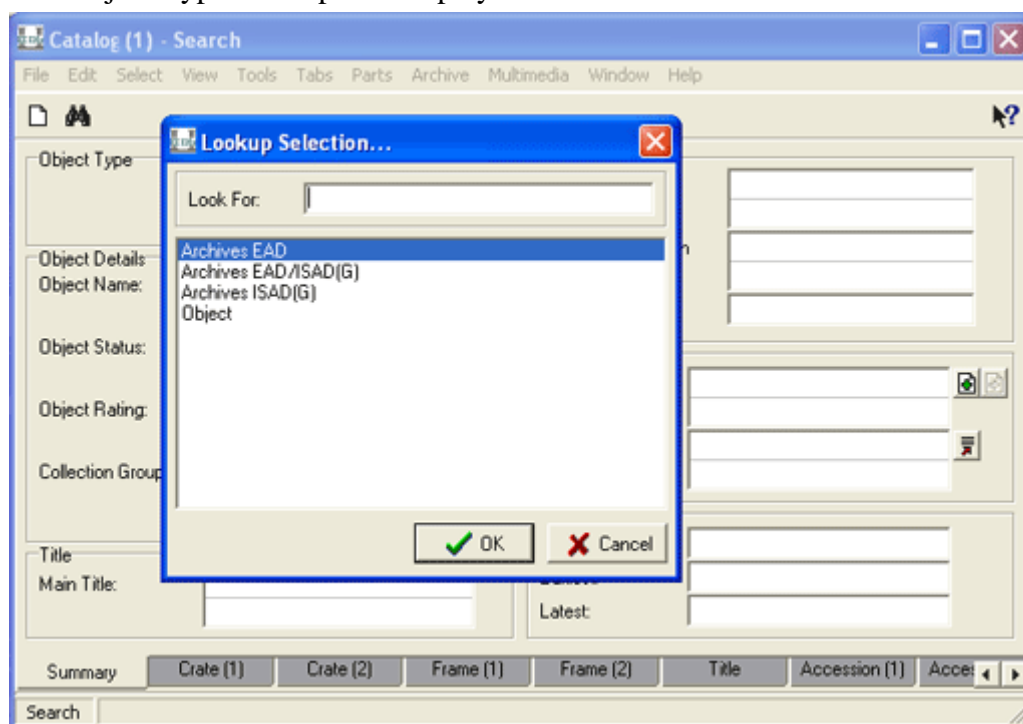 Catalog (1) - Search
File Edit Select View Tools Tabs Parts Archive Multimedia Window Help
Lookup Selection...
Look For:
Archives EAD
Archives EAD/ISAD(G)
Archives ISAD(G)
Object
OK Cancel
Object Type
Object Details
Object Name:
Object Status:
Object Rating:
Collection Group
Title
Main Title:
Latest:
Summary Crate (1) Crate (2) Frame (1) Frame (2) Title Accession (1) Acces
Search